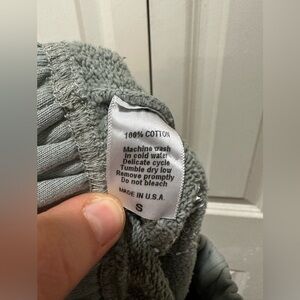 100% COTTON
Machine wash
In cold water
Delicate cycle
Tumble dry low
Remove promptly
Do not bleach
MADE IN U.S.A.
S